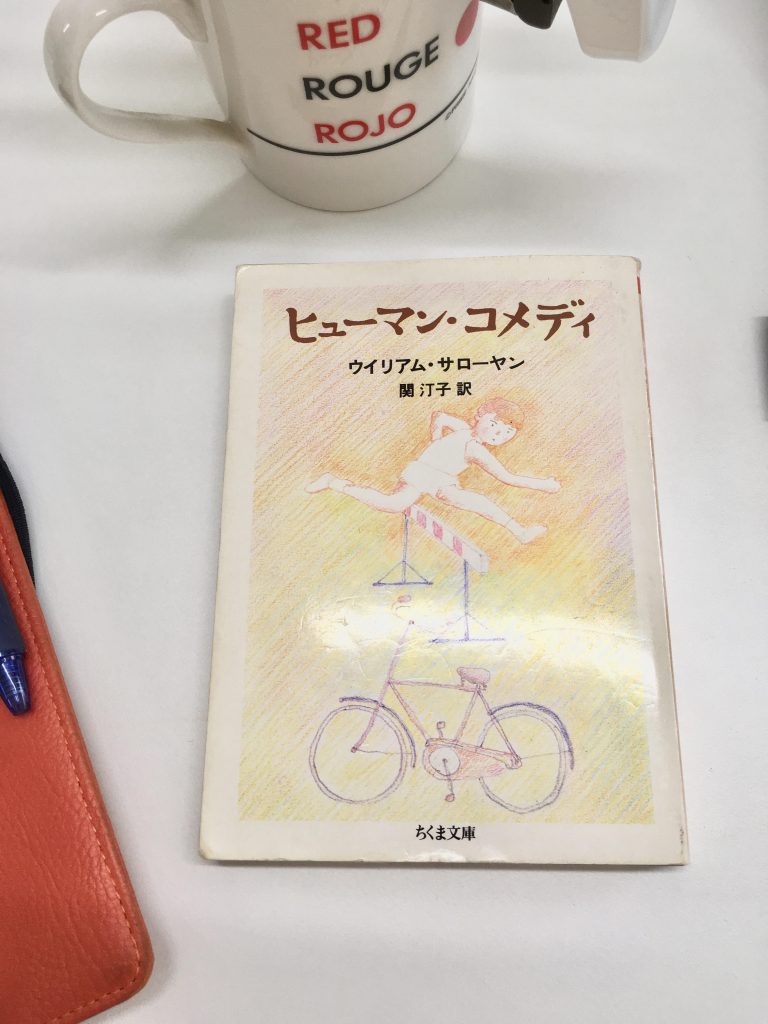 RED
ROUGE
ROJO
ヒューマン・コメディ
ウイリアム・サローヤン
関 汀子 訳
ちくま文庫